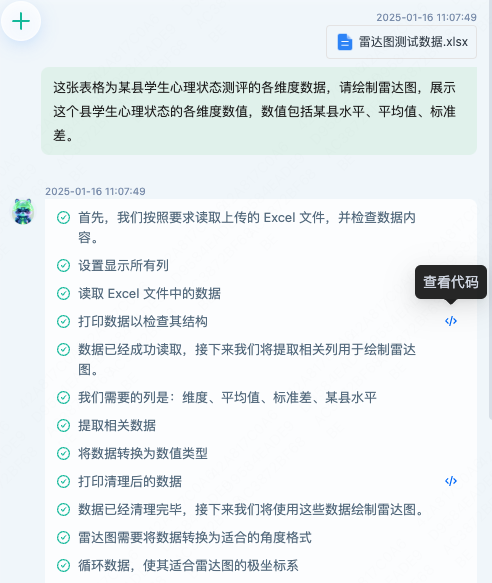 2025-01-16 11:07:49
雷达图测试数据.xlsx
这张表格为某县学生心理状态测评的各维度数据，请绘制雷达图，展示
这个县学生心理状态的各维度数值，数值包括某县水平、平均值、标准
差。
2025-01-16 11:07:49
首先，我们按照要求读取上传的 Excel 文件，并检查数据内
容。
设置显示所有列
查看代码
读取 Excel 文件中的数据
打印数据以检查其结构
数据已经成功读取，接下来我们将提取相关列用于绘制雷达
图。
我们需要的列是：维度、平均值、标准差、某县水平
提取相关数据
将数据转换为数值类型
打印清理后的数据
数据已经清理完毕，接下来我们将使用这些数据绘制雷达图。
雷达图需要将数据转换为适合的角度格式
循环数据，使其适合雷达图的极坐标系